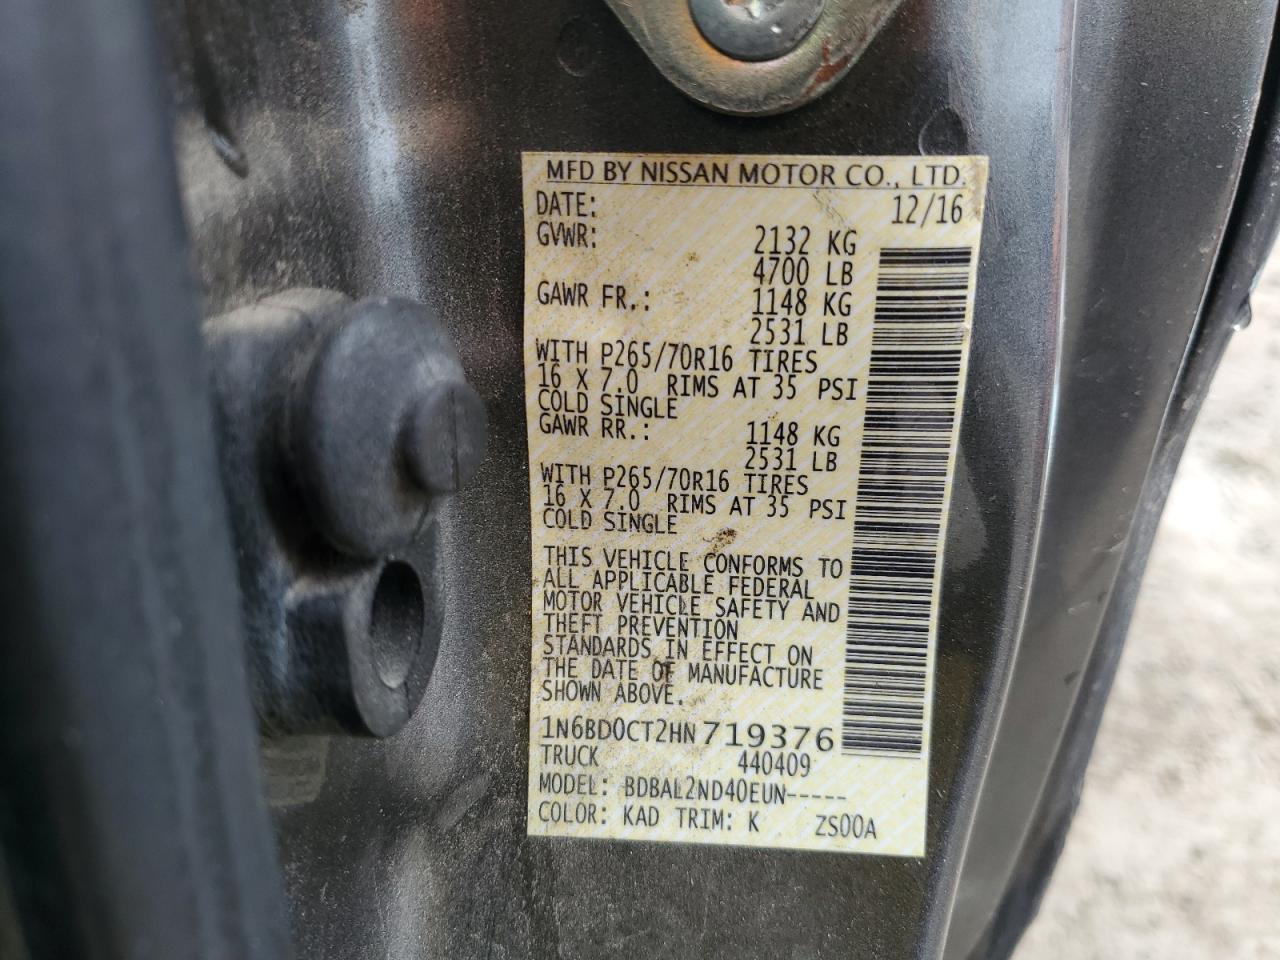 MFD BY NISSAN MOTOR CO., LTD.
DATE: 12/16
GVWR: 2132 KG
4700 LB
GAWR FR.: 1148 KG
2531 LB
WITH P265/70R16 TIRES
16 X 7.0 RIMS AT 35 PSI
COLD SINGLE
GAWR RR.: 1148 KG
2531 LB
WITH P265/70R16 TIRES
16 X 7.0 RIMS AT 35 PSI
COLD SINGLE
THIS VEHICLE CONFORMS TO
ALL APPLICABLE FEDERAL
MOTOR VEHICLE SAFETY AND
THEFT PREVENTION
STANDARDS IN EFFECT ON
THE DATE OF MANUFACTURE
SHOWN ABOVE.
1N6BD0CT2HN719376
TRUCK 440409
MODEL: BDBAL2ND40EUN-----
COLOR: KAD TRIM: K ZS00A